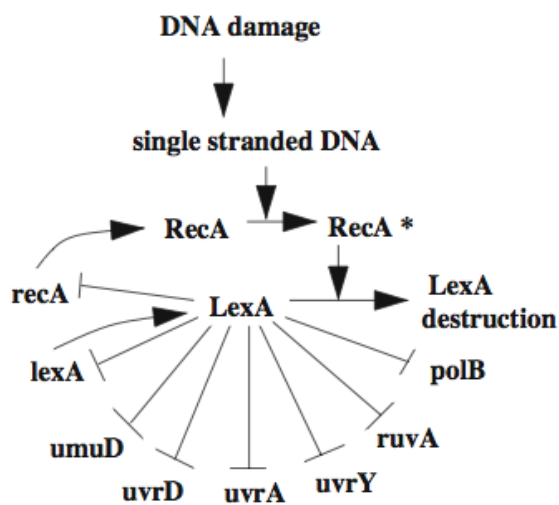 DNA damage
single stranded DNA
RecA
RecA *
recA
LexA
LexA
destruction
lexA
polB
umuD
ruvA
uvrD
uvrA
uvrY